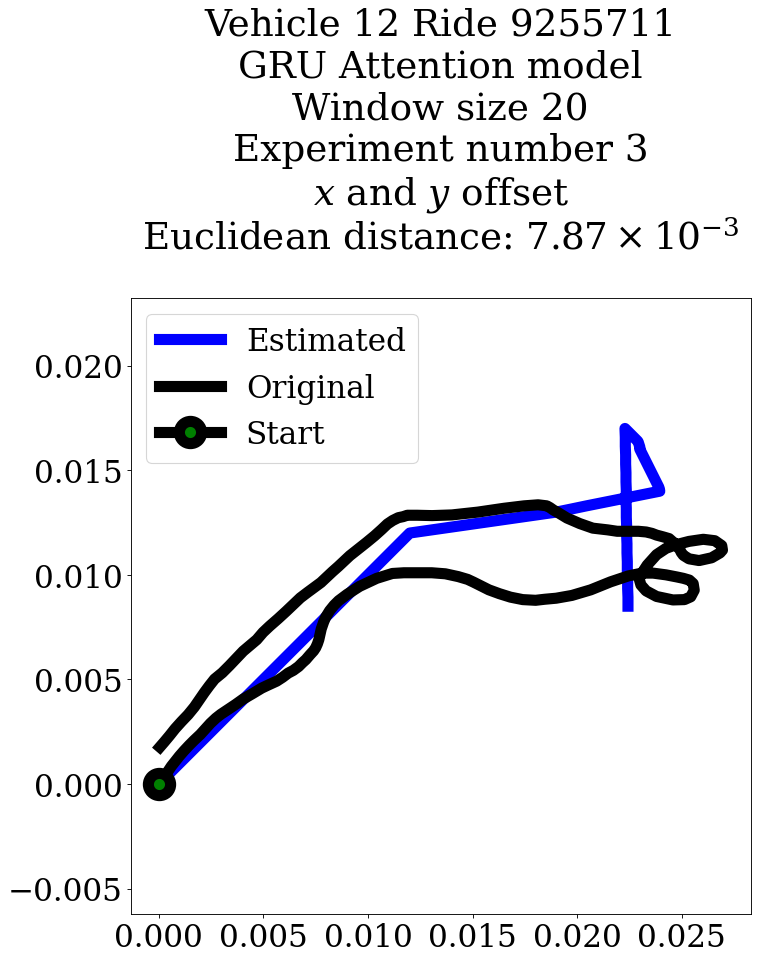 Vehicle 12 Ride 9255711
GRU Attention model
Window size 20
Experiment number 3
x and y offset
Euclidean distance: 7.87 × 10⁻³
Estimated
Original
Start
0.020
0.015
0.010
0.005
0.000
−0.005
0.000 0.005 0.010 0.015 0.020 0.025